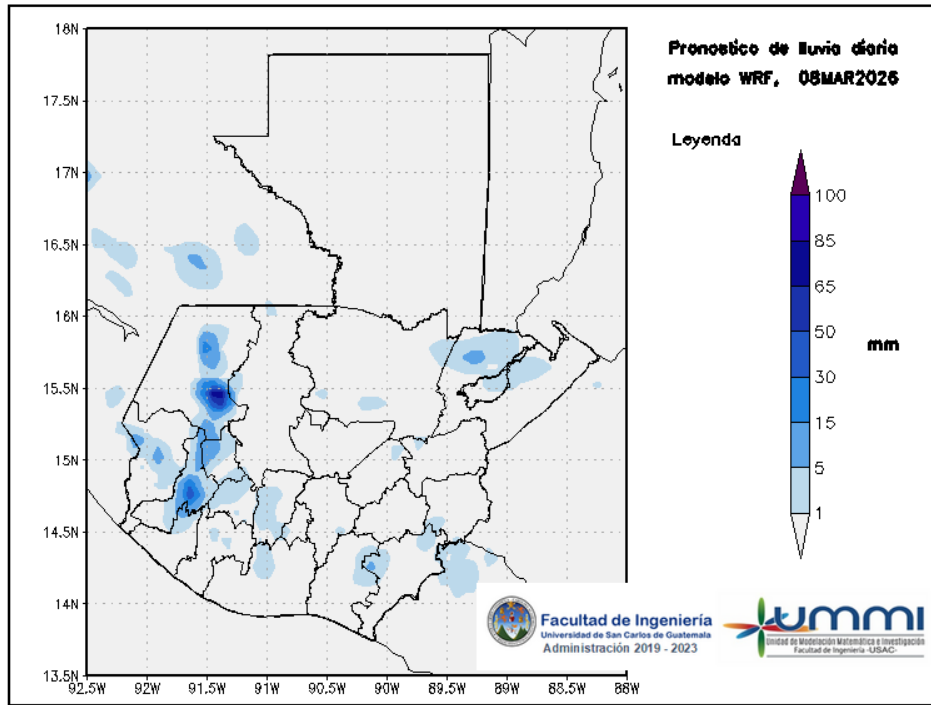 Pronostico de lluvia diaria
modelo WRF, 08MAR2026
Leyenda
100
85
65
50
30
15
5
1
mm
18N
17.5N
17N
16.5N
16N
15.5N
15N
14.5N
14N
13.5N
92.5W 92W 91.5W 91W 90.5W 90W 89.5W 89W 88.5W 88W
Facultad de Ingeniería
Universidad de San Carlos de Guatemala
Administración 2019 - 2023
UMMI
Unidad de Modelación Matemática e Investigación
Facultad de Ingeniería -USAC-